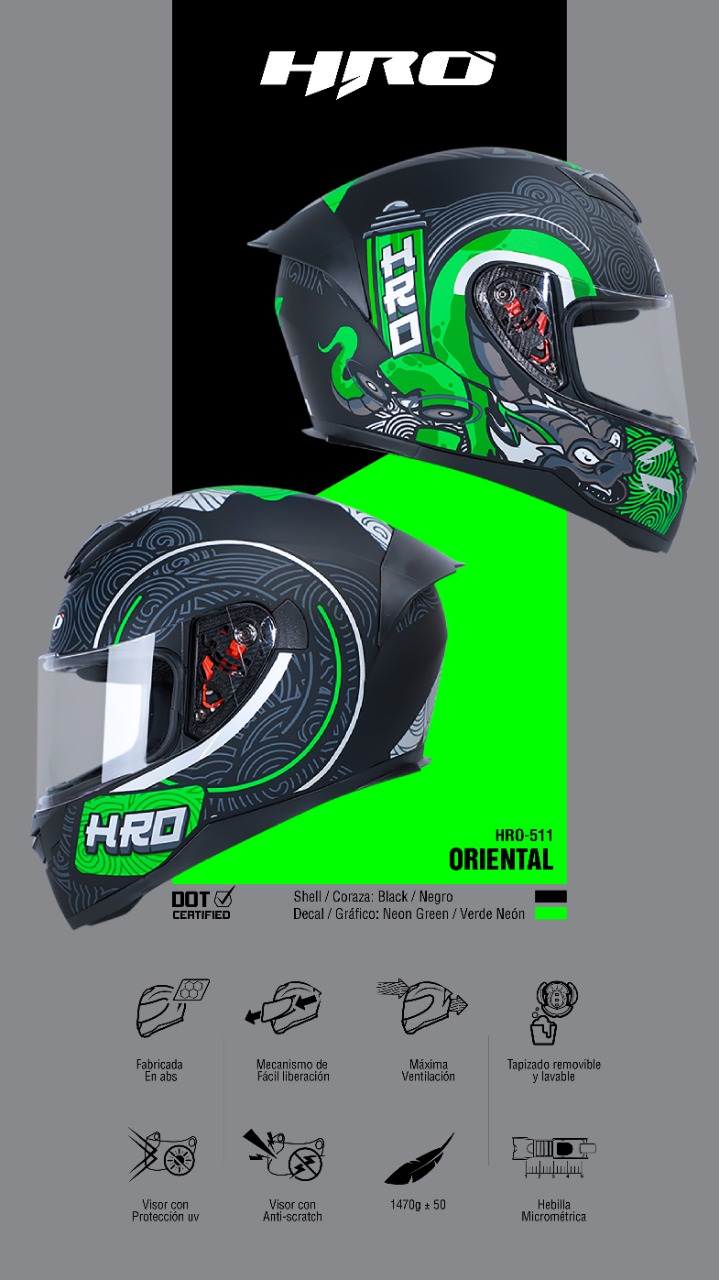 HRO
HRO
HRO
HRO-511
ORIENTAL
DOT
CERTIFIED
Shell / Coraza: Black / Negro
Decal / Gráfico: Neon Green / Verde Neón
Fabricada
En abs
Mecanismo de
Fácil liberación
Máxima
Ventilación
Tapizado removible
y lavable
Visor con
Protección uv
Visor con
Anti-scratch
1470g ± 50
Hebilla
Micrométrica